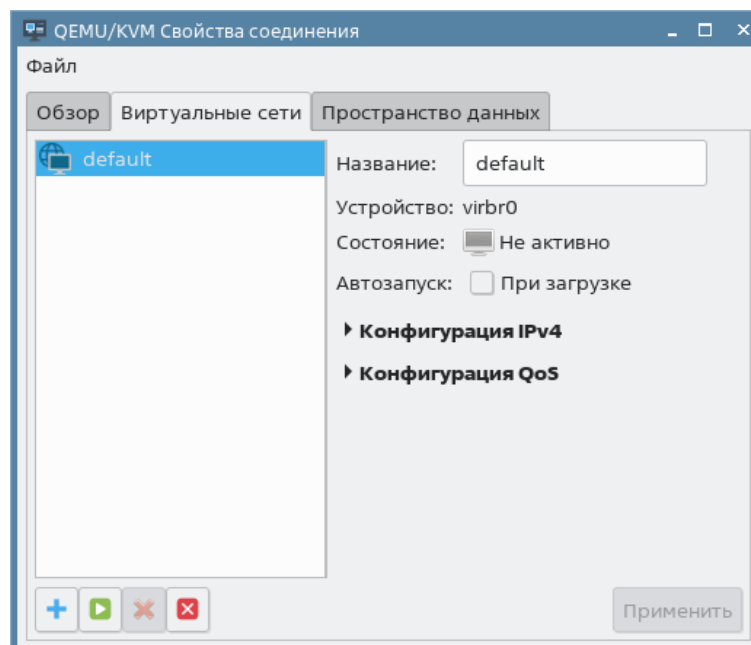 QEMU/KVM Свойства соединения
Файл
Обзор Виртуальные сети Пространство данных
default
Название: default
Устройство: virbr0
Состояние: Не активно
Автозапуск: При загрузке
Конфигурация IPv4
Конфигурация QoS
Применить